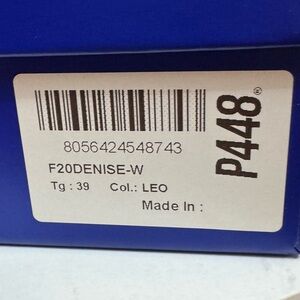 8056424548743
F20DENISE-W
Tg : 39 Col.: LEO
Made In :
P448®